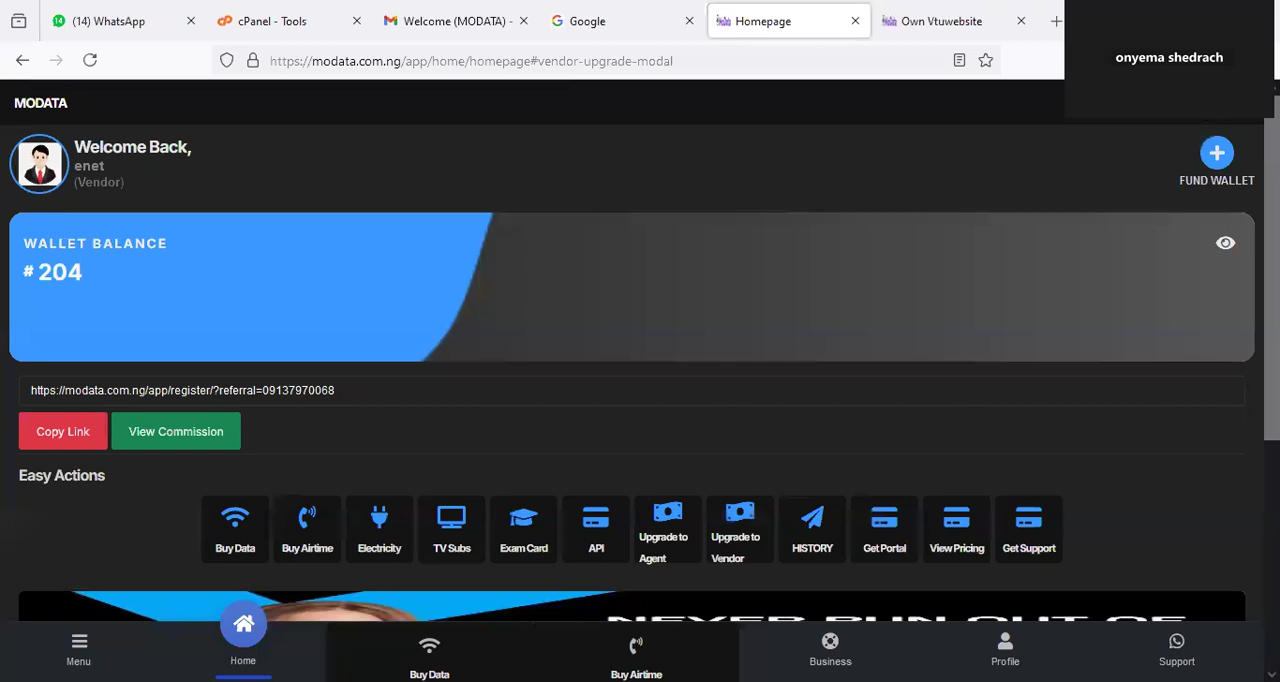 (14) WhatsApp
cPanel - Tools
Welcome (MODATA) -
Google
Homepage
Own Vtuwebsite
https://modata.com.ng/app/home/homepage#vendor-upgrade-modal
onyema shedrach
MODATA
Welcome Back,
enet
(Vendor)
FUND WALLET
WALLET BALANCE
# 204
https://modata.com.ng/app/register/?referral=09137970068
Copy Link
View Commission
Easy Actions
Buy Data
Buy Airtime
Electricity
TV Subs
Exam Card
API
Upgrade to
Agent
Upgrade to
Vendor
HISTORY
Get Portal
View Pricing
Get Support
NEVER RUN OUT OF
Menu
Home
Buy Data
Buy Airtime
Business
Profile
Support